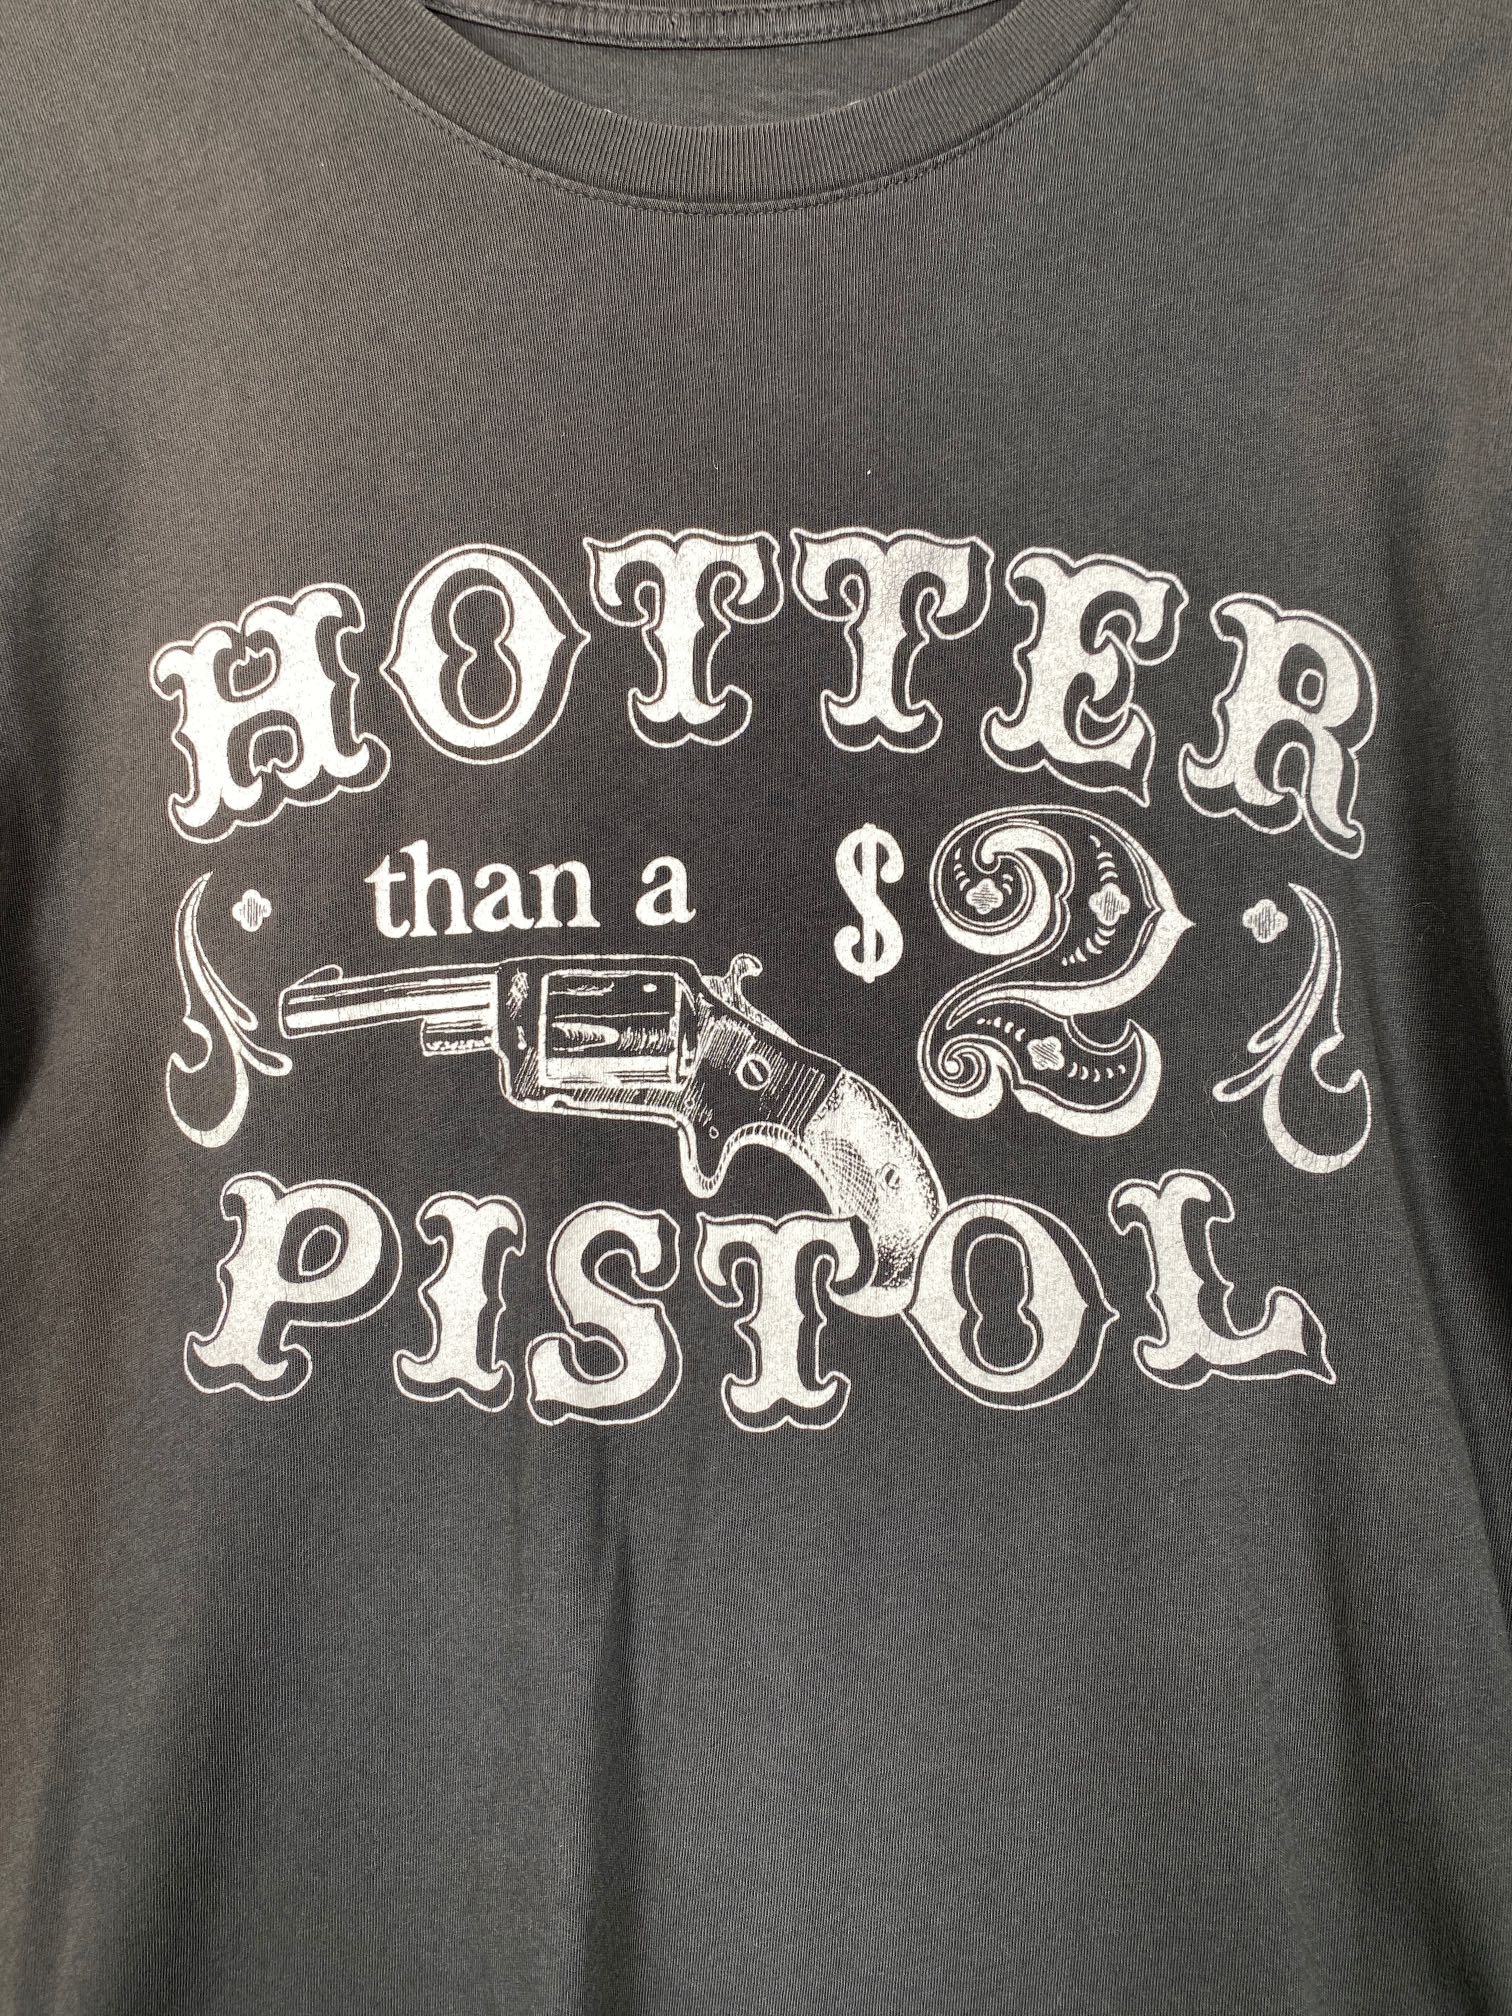 HOTTER
than a $2
PISTOL